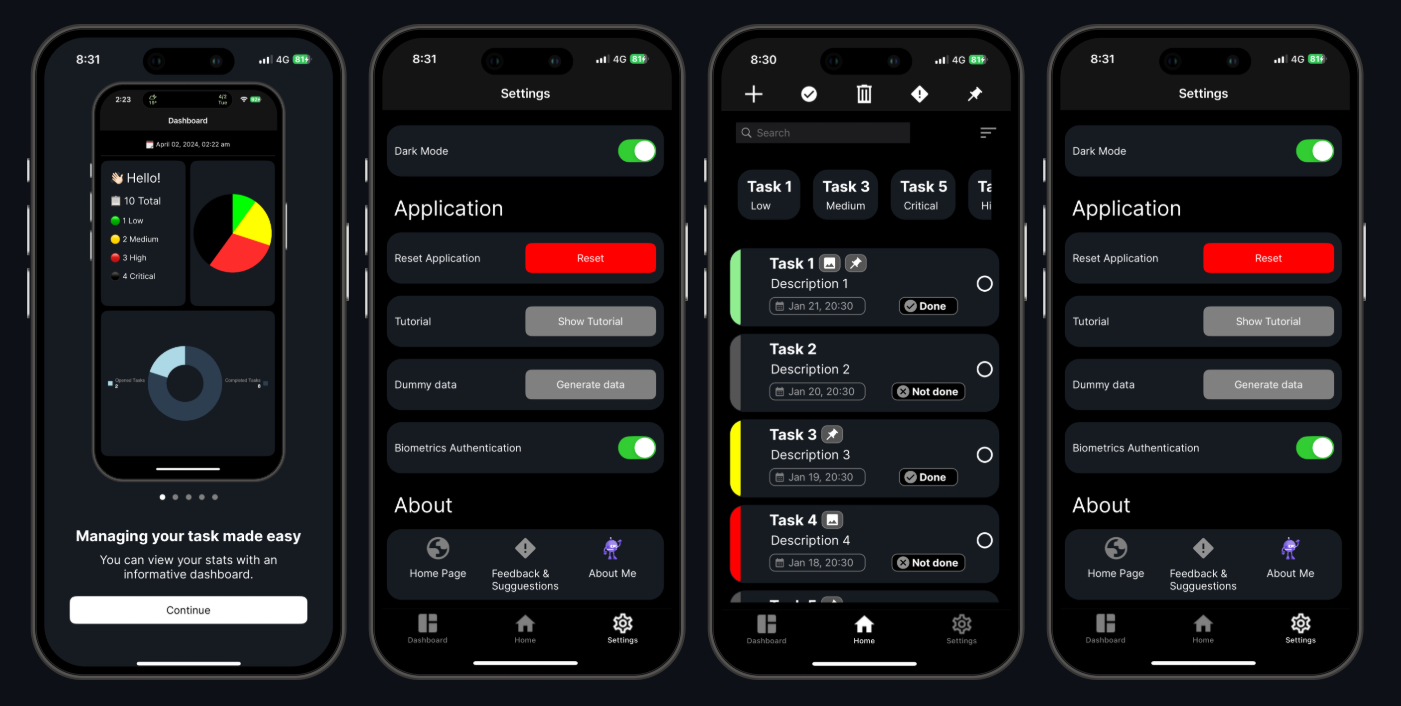 8:31
4G 81
2:23
15°
4/2
Tue
Dashboard
April 02, 2024, 02:22 am
Hello!
10 Total
1 Low
2 Medium
3 High
4 Critical
Opened Tasks
2
Completed Tasks
8
Managing your task made easy
You can view your stats with an
informative dashboard.
Continue
8:31
4G 81
Settings
Dark Mode
Application
Reset Application
Reset
Tutorial
Show Tutorial
Dummy data
Generate data
Biometrics Authentication
About
Home Page
Feedback &
Sugguestions
About Me
Dashboard
Home
Settings
8:30
4G 81
Search
Task 1
Low
Task 3
Medium
Task 5
Critical
Ta
Hi
Task 1
Description 1
Jan 21, 20:30
Done
Task 2
Description 2
Jan 20, 20:30
Not done
Task 3
Description 3
Jan 19, 20:30
Done
Task 4
Description 4
Jan 18, 20:30
Not done
Dashboard
Home
Settings
8:31
4G 81
Settings
Dark Mode
Application
Reset Application
Reset
Tutorial
Show Tutorial
Dummy data
Generate data
Biometrics Authentication
About
Home Page
Feedback &
Sugguestions
About Me
Dashboard
Home
Settings